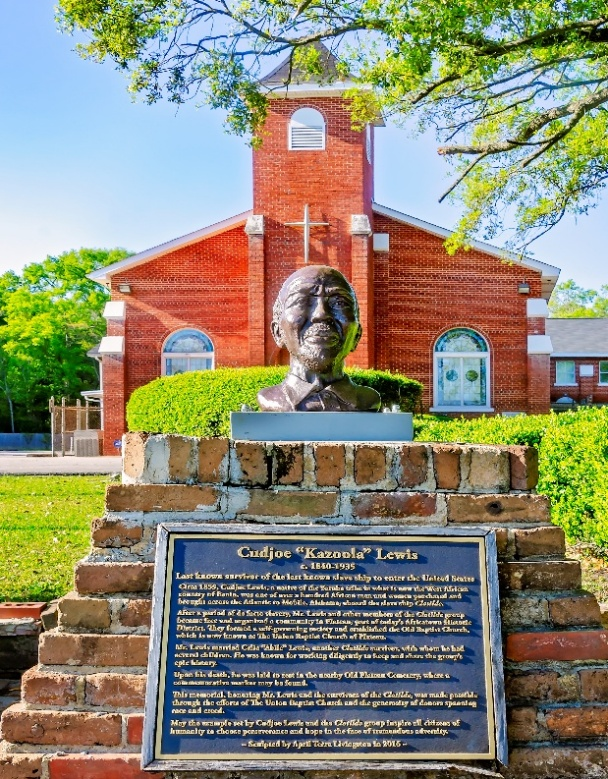 Cudjoe "Kazoola" Lewis
c. 1840-1935
Last known survivor of the last known slave ship to enter the United States
Circa 1859, Cudjoe Lewis, a native of the Yoruba tribe in what is now the West African
country of Benin, was one of over a hundred African men and women purchased and
brought across the Atlantic to Mobile, Alabama, aboard the slave ship Clotilda.
After a period of forced slavery, Mr. Lewis and other members of the Clotilda group
became free and organized a community in Plateau, part of today's Africatown Historic
District. They formed a self-governing society and established the Old Baptist Church,
which is now known as The Union Baptist Church of Plateau.
Mr. Lewis married Celia "Abile" Lewis, another Clotilda survivor, with whom he had
several children. He was known for working diligently to keep and share the group's
epic history.
Upon his death, he was laid to rest in the nearby Old Plateau Cemetery, where a
commemorative marker may be found.
This memorial, honoring Mr. Lewis and the survivors of the Clotilda, was made possible
through the efforts of The Union Baptist Church and the generosity of donors spanning
race and creed.
May the example set by Cudjoe Lewis and the Clotilda group inspire all citizens of
humanity to choose perseverance and hope in the face of tremendous adversity.
~ Sculpted by April Terra Livingston in 2016 ~